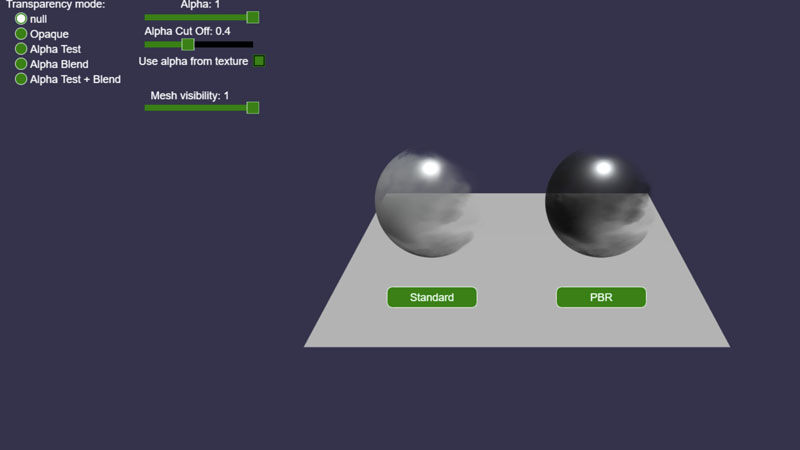 Transparency mode:
null
Opaque
Alpha Test
Alpha Blend
Alpha Test + Blend
Alpha: 1
Alpha Cut Off: 0.4
Use alpha from texture
Mesh visibility: 1
Standard
PBR